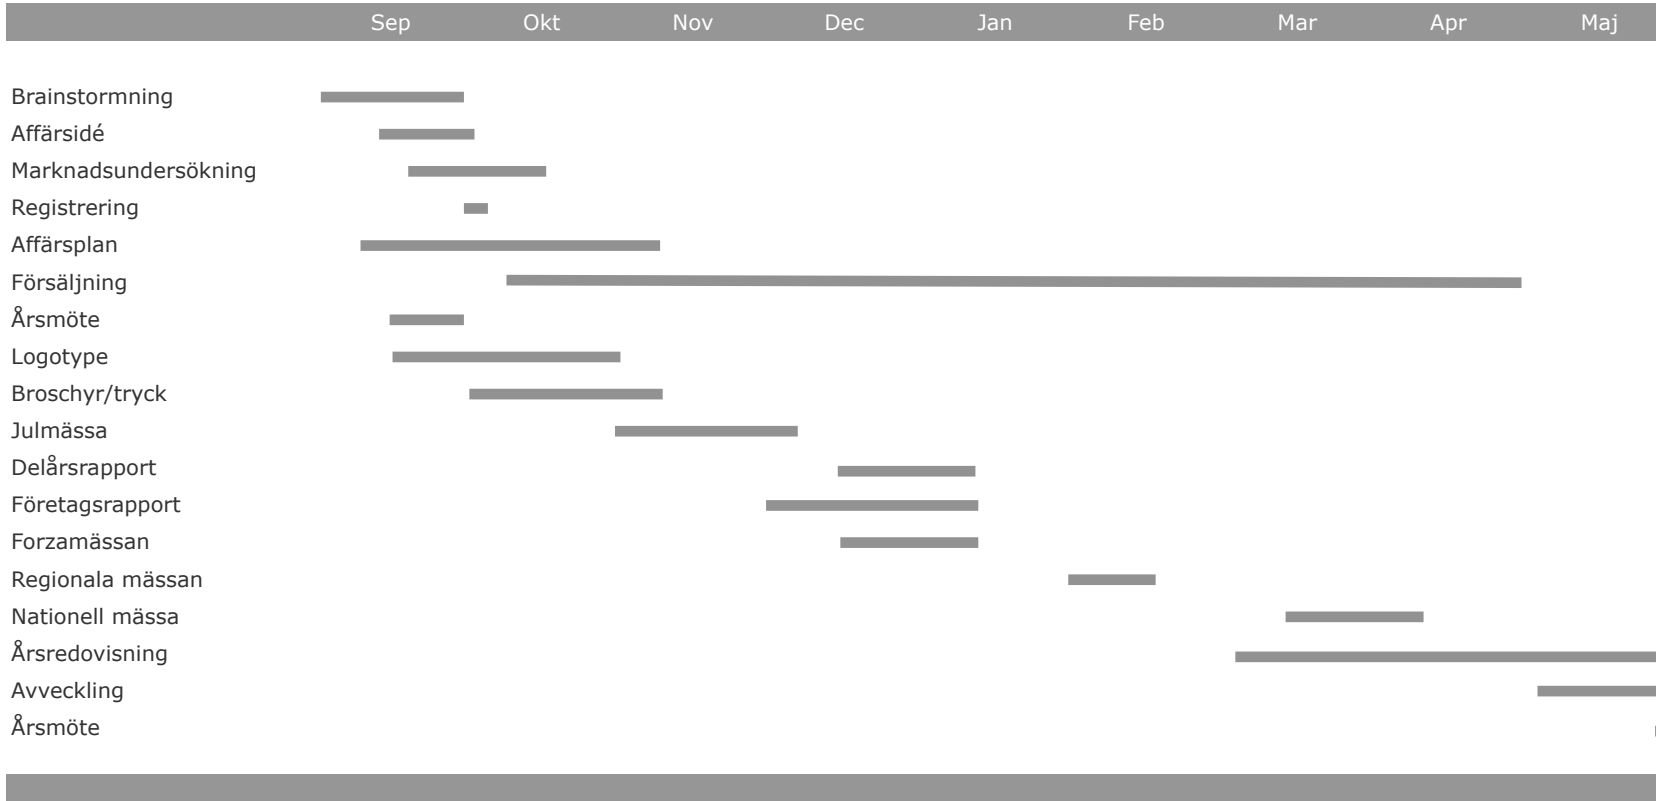 Sep Okt Nov Dec Jan Feb Mar Apr Maj
Brainstormning
Affärsidé
Marknadsundersökning
Registrering
Affärsplan
Försäljning
Årsmöte
Logotype
Broschyr/tryck
Julmässa
Delårsrapport
Företagsrapport
Forzamässan
Regionala mässan
Nationell mässa
Årsredovisning
Avveckling
Årsmöte